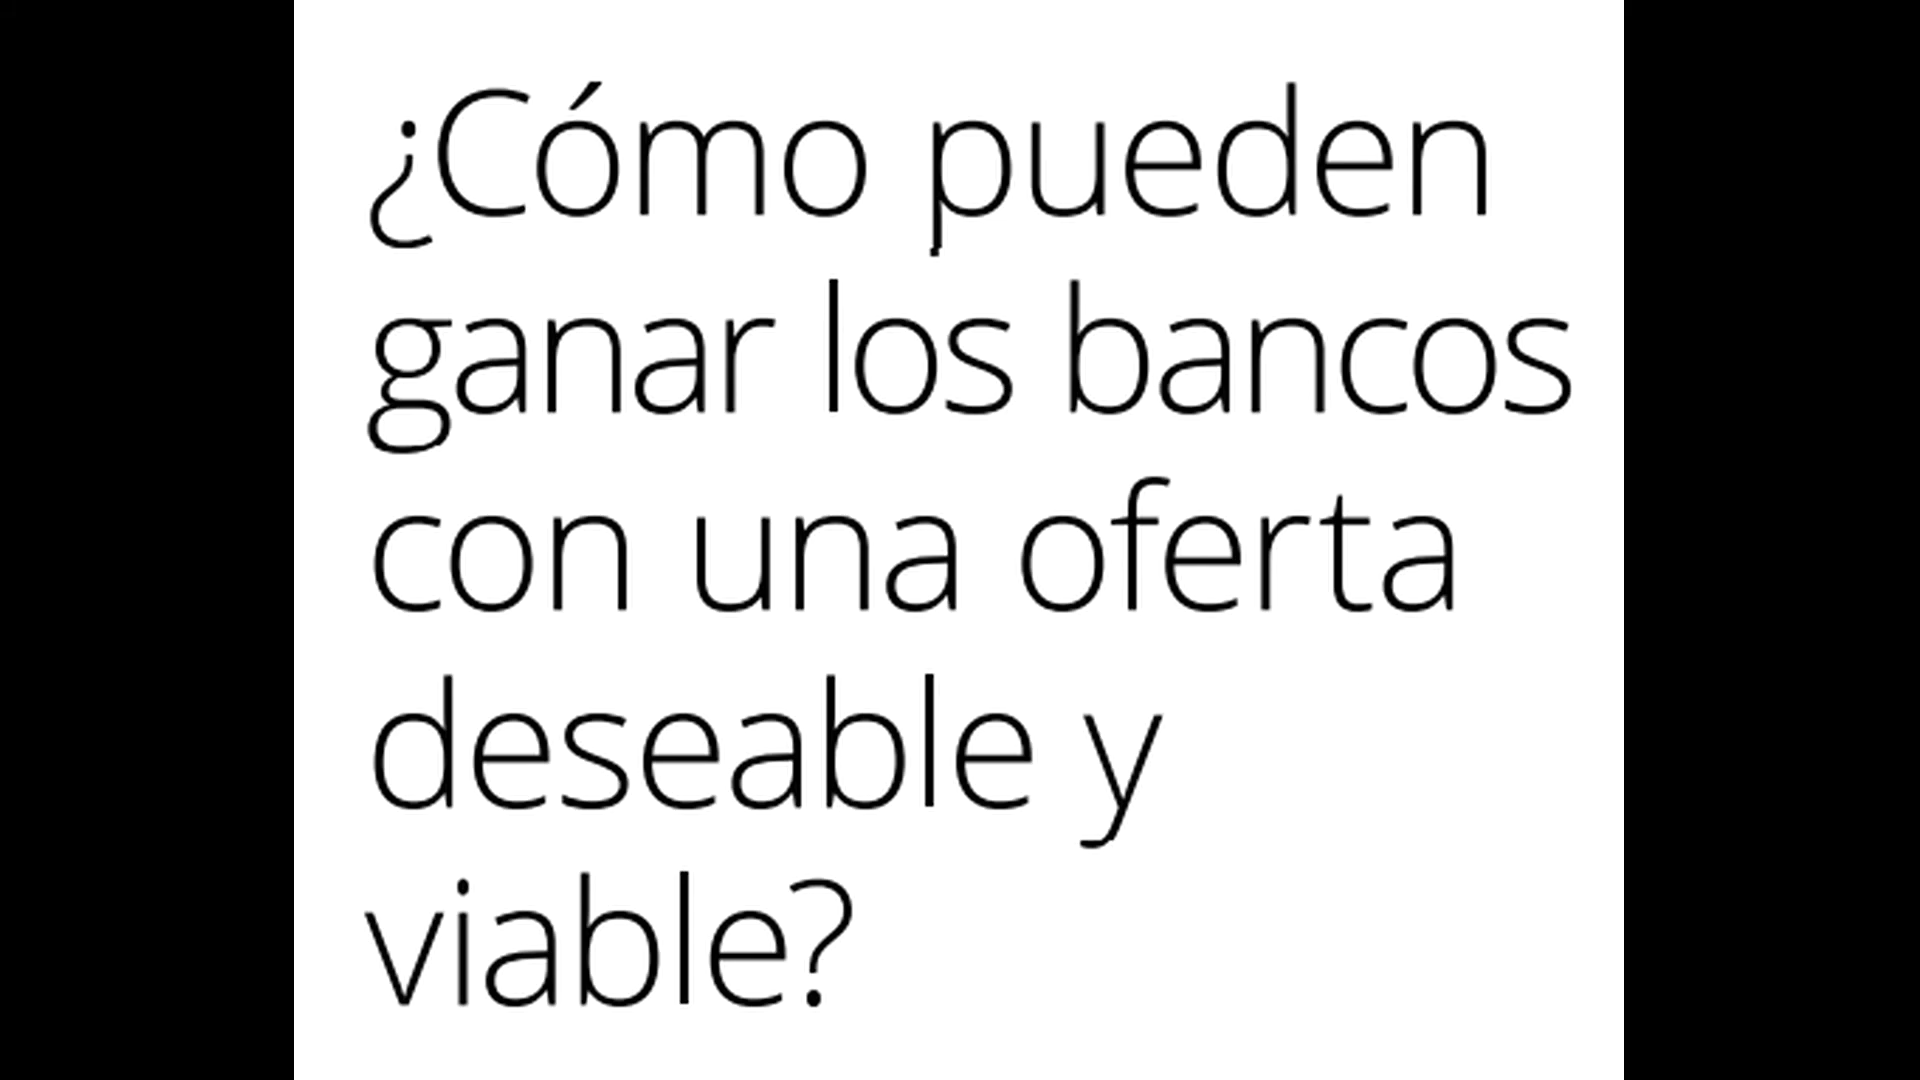 ¿Cómo pueden
ganar los bancos
con una oferta
deseable y
viable?